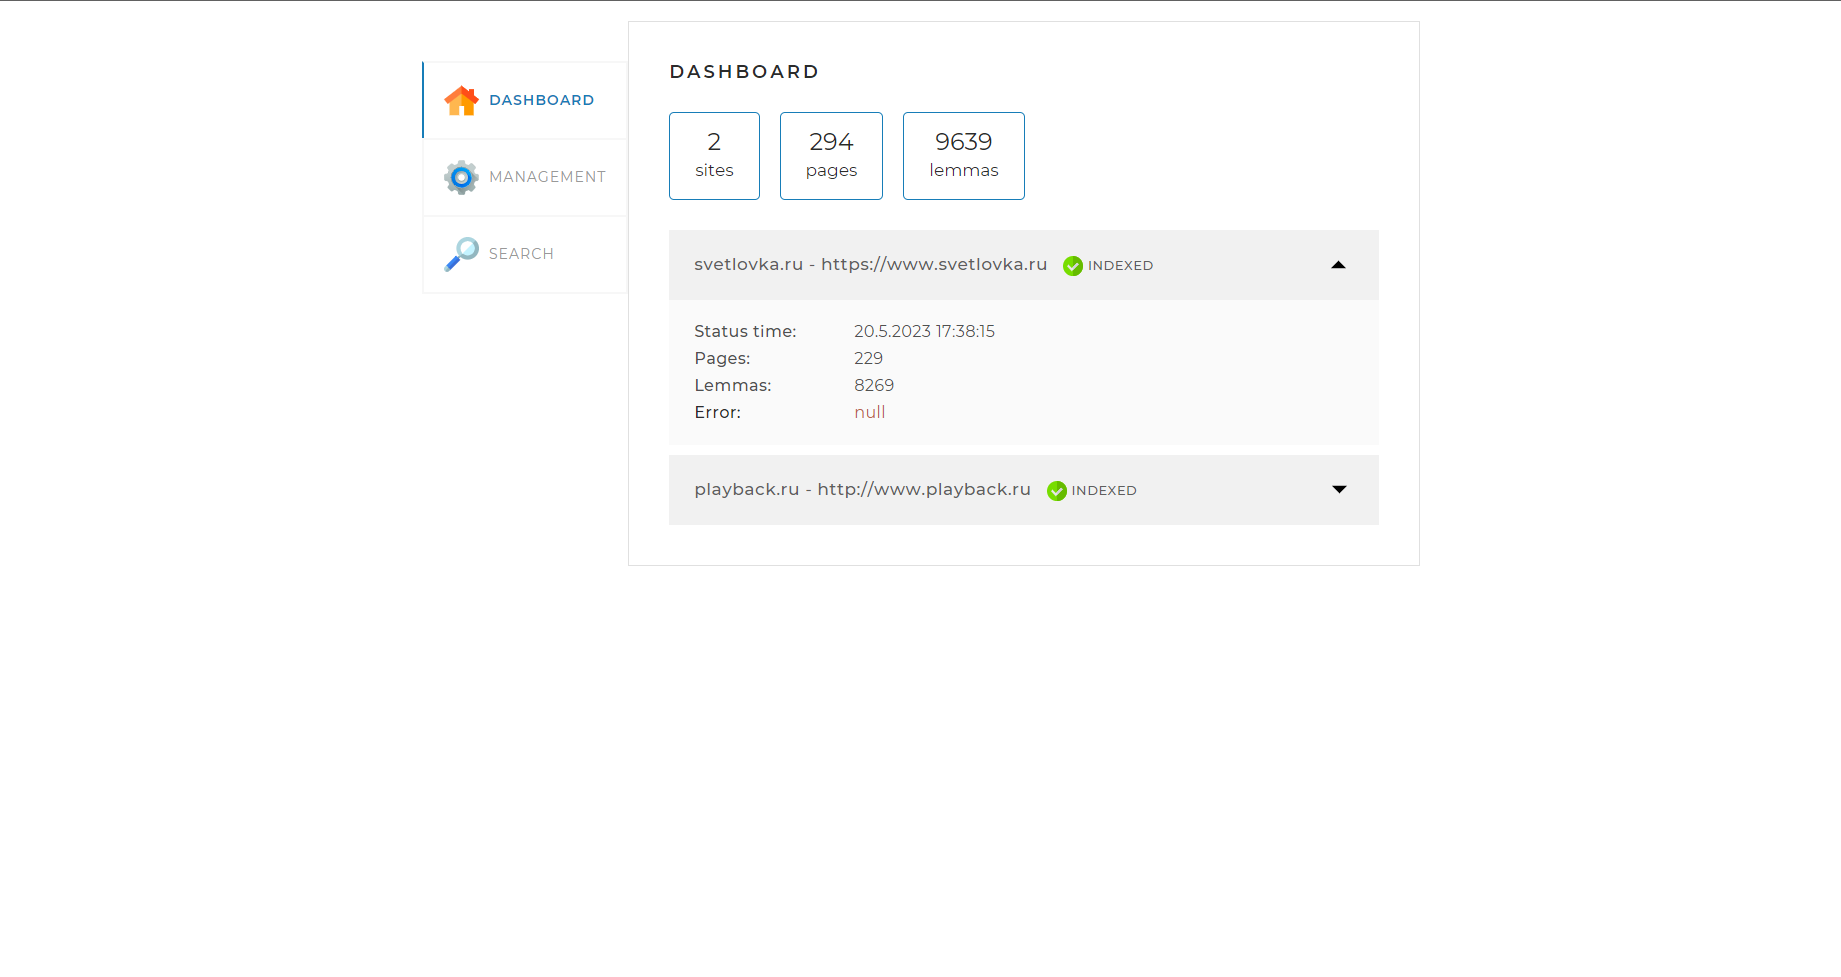 DASHBOARD
MANAGEMENT
SEARCH
DASHBOARD
2
sites
294
pages
9639
lemmas
svetlovka.ru - https://www.svetlovka.ru INDEXED
Status time: 20.5.2023 17:38:15
Pages: 229
Lemmas: 8269
Error: null
playback.ru - http://www.playback.ru INDEXED